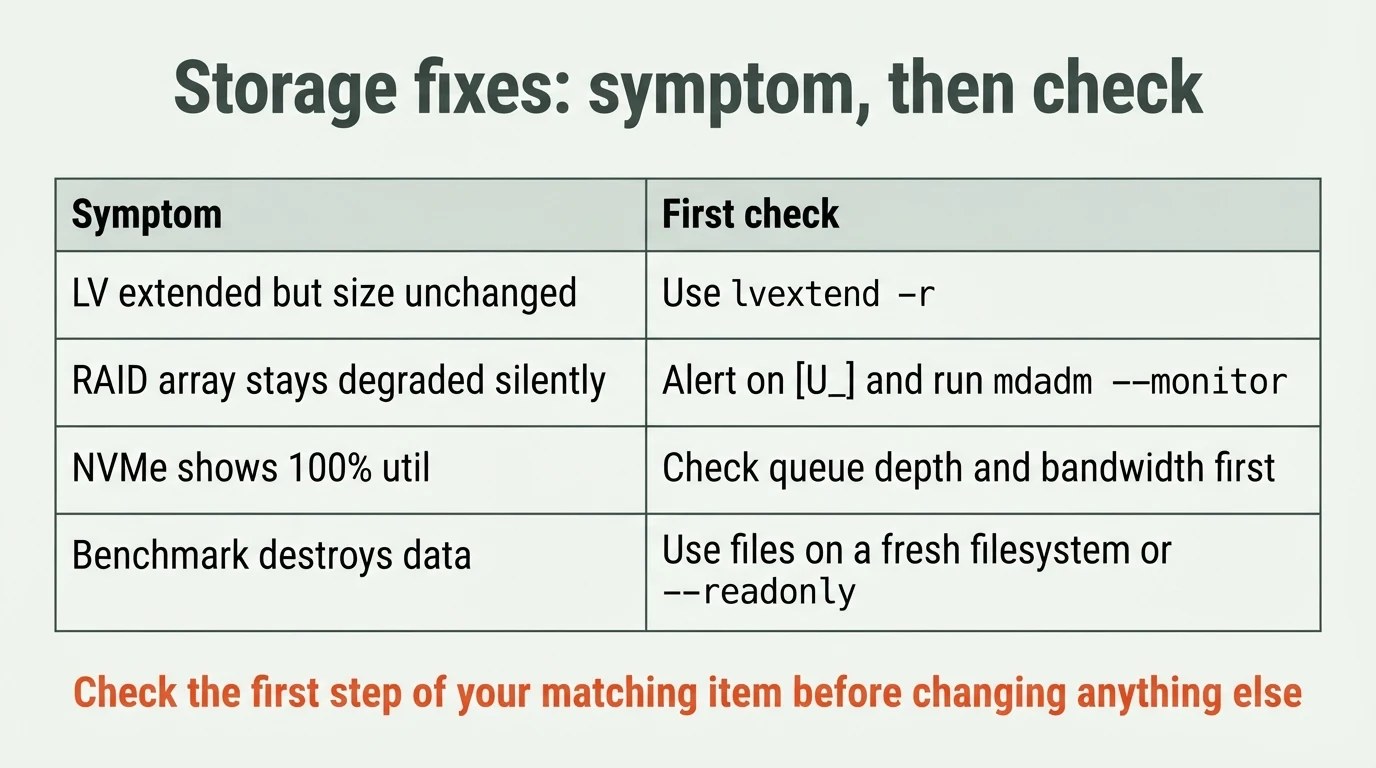 Storage fixes: symptom, then check
Symptom
First check
LV extended but size unchanged
Use lvextend -r
RAID array stays degraded silently
Alert on [U_] and run mdadm --monitor
NVMe shows 100% util
Check queue depth and bandwidth first
Benchmark destroys data
Use files on a fresh filesystem or
--readonly
Check the first step of your matching item before changing anything else